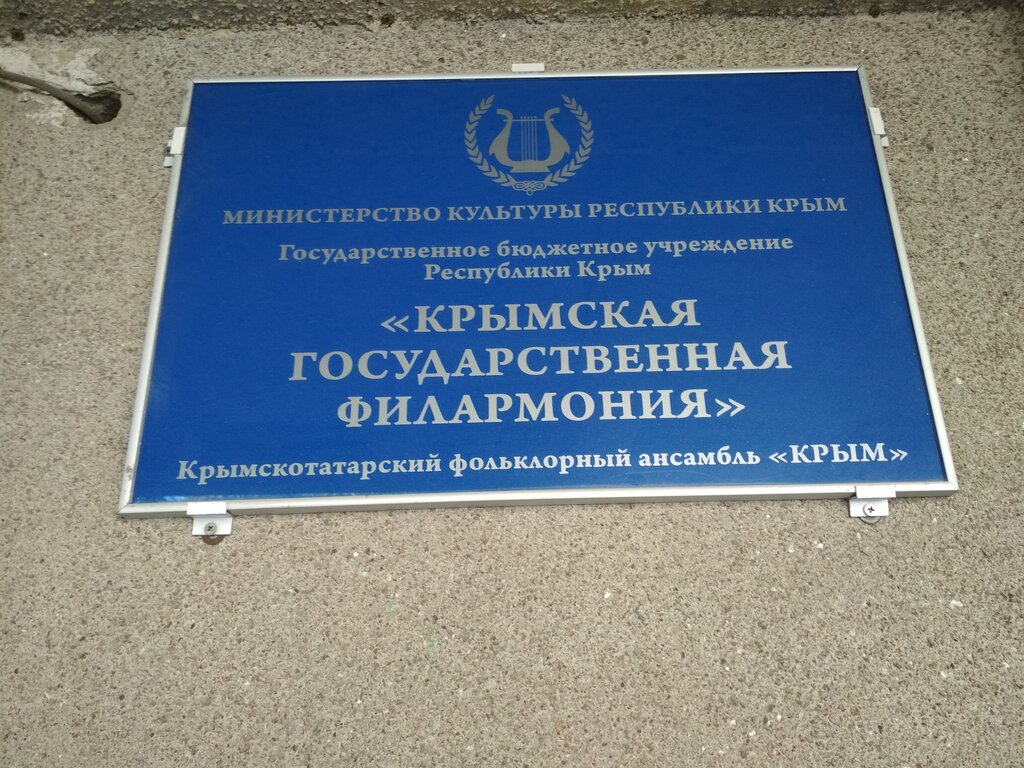 МИНИСТЕРСТВО КУЛЬТУРЫ РЕСПУБЛИКИ КРЫМ
Государственное бюджетное учреждение
Республики Крым
«КРЫМСКАЯ
ГОСУДАРСТВЕННАЯ
ФИЛАРМОНИЯ»
Крымскотатарский фольклорный ансамбль «КРЫМ»